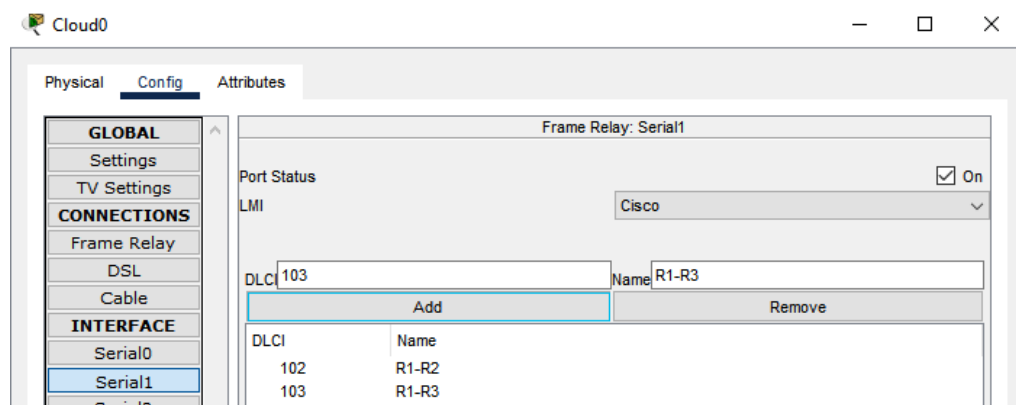 Cloud0
Physical Config Attributes
GLOBAL
Settings
TV Settings
CONNECTIONS
Frame Relay
DSL
Cable
INTERFACE
Serial0
Serial1
Frame Relay: Serial1
Port Status On
LMI Cisco
DLCI 103 Name R1-R3
Add Remove
DLCI Name
102 R1-R2
103 R1-R3